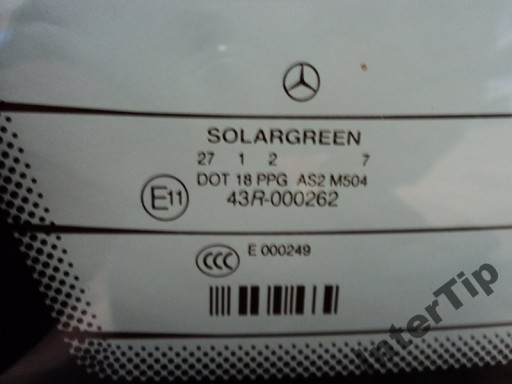 SOLARGREEN
27 1 2 7
DOT 18 PPG AS2 M504
E11 43R-000262
CCC E 000249
InterTip